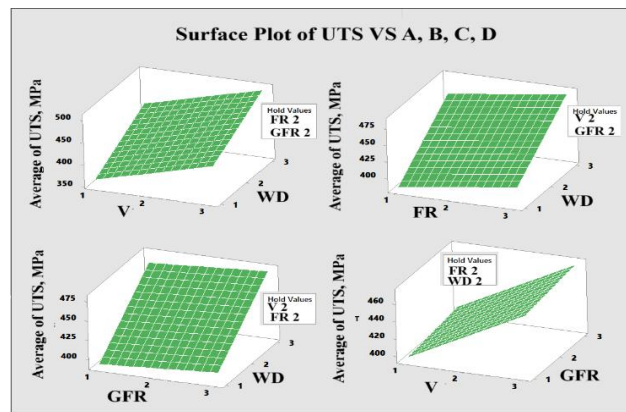 Surface Plot of UTS VS A, B, C, D
Average of UTS, MPa
500
450
400
350
1
2
3
V
1
2
3
WD
Hold Values
FR 2
GFR 2
Average of UTS, MPa
475
450
425
400
1
2
3
FR
1
2
3
WD
Hold Values
V 2
GFR 2
Average of UTS, MPa
475
450
425
400
1
2
3
GFR
1
2
3
WD
Hold Values
V 2
FR 2
Average of UTS, MPa
460
440
420
400
1
2
3
V
1
2
3
GFR
Hold Values
FR 2
WD 2